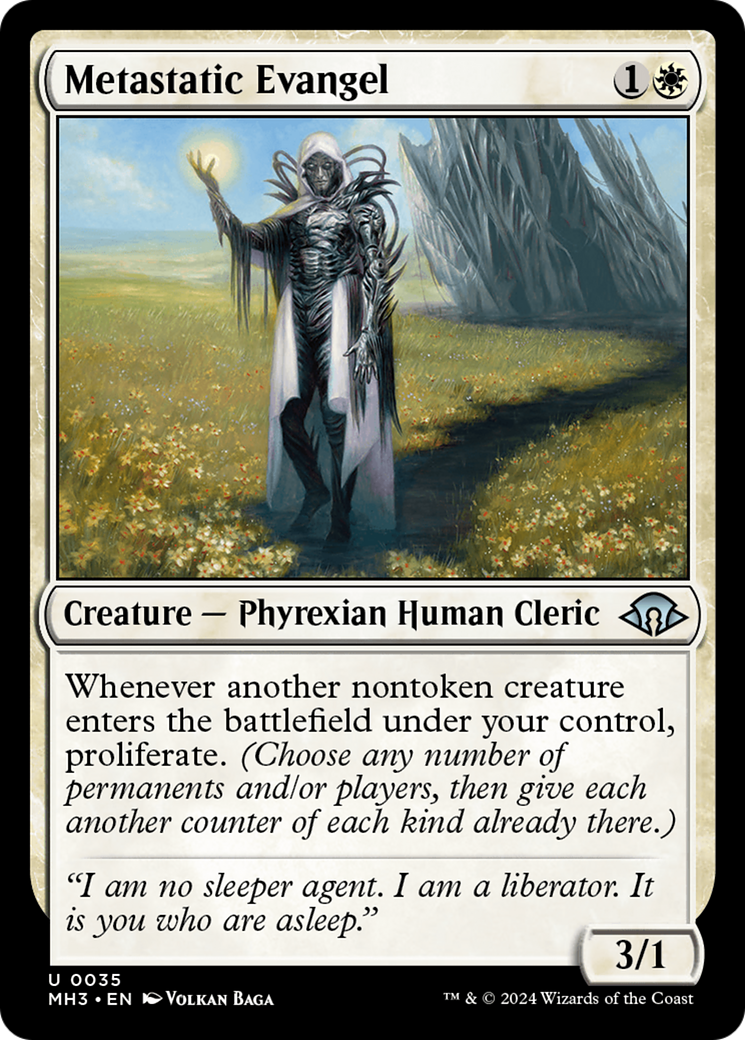 Metastatic Evangel 1
Creature — Phyrexian Human Cleric
Whenever another nontoken creature
enters the battlefield under your control,
proliferate. (Choose any number of
permanents and/or players, then give each
another counter of each kind already there.)
“I am no sleeper agent. I am a liberator. It
is you who are asleep.”
3/1
U 0035
MH3 • EN Volkan Baga ™ & © 2024 Wizards of the Coast